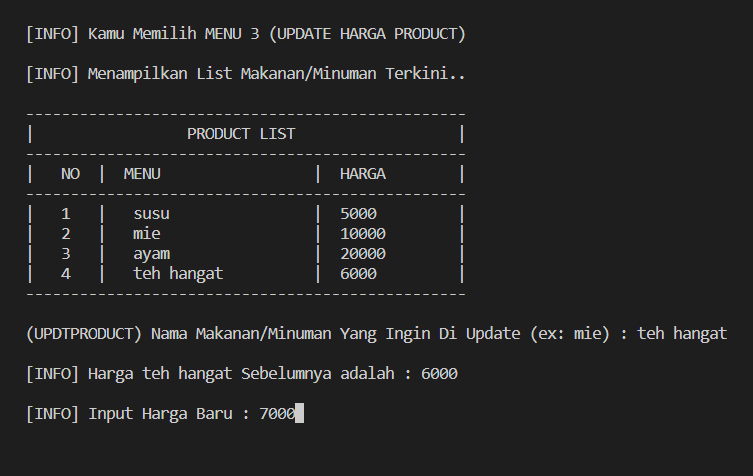 [INFO] Kamu Memilih MENU 3 (UPDATE HARGA PRODUCT)
[INFO] Menampilkan List Makanan/Minuman Terkini..
-------------------------------------------------
|                 PRODUCT LIST                  |
-------------------------------------------------
|   NO  |  MENU                 |  HARGA        |
-------------------------------------------------
|   1   |   susu                |  5000         |
|   2   |   mie                 |  10000        |
|   3   |   ayam                |  20000        |
|   4   |   teh hangat          |  6000         |
-------------------------------------------------
(UPDTPRODUCT) Nama Makanan/Minuman Yang Ingin Di Update (ex: mie) : teh hangat
[INFO] Harga teh hangat Sebelumnya adalah : 6000
[INFO] Input Harga Baru : 7000